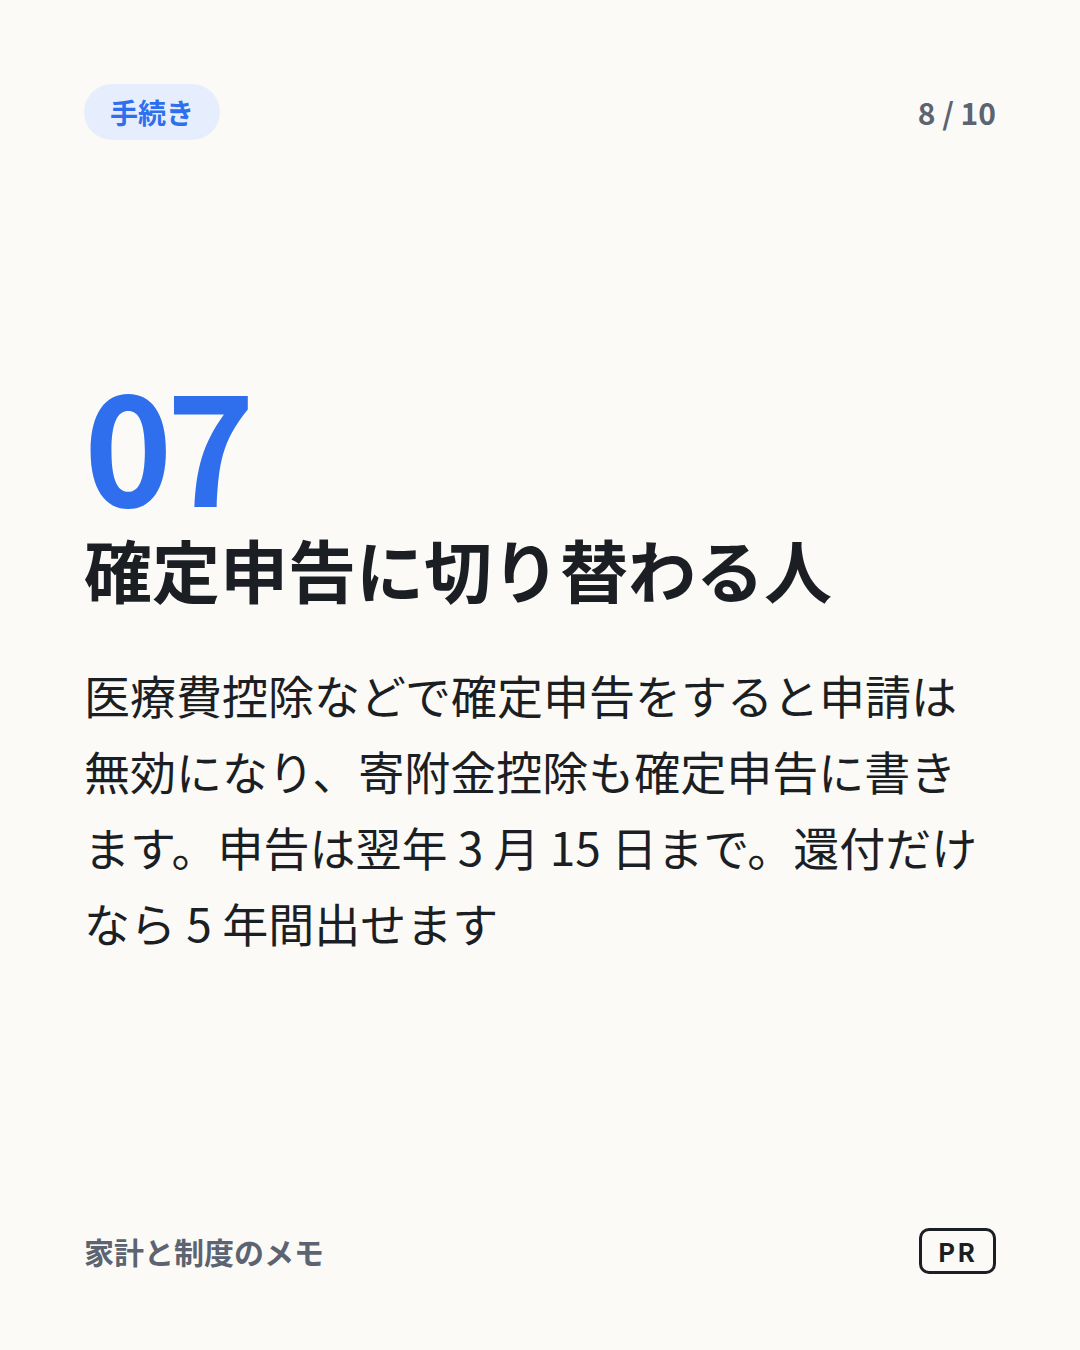 手続き
8 / 10
07
確定申告に切り替わる人
医療費控除などで確定申告をすると申請は
無効になり、寄附金控除も確定申告に書き
ます。申告は翌年 3 月 15 日まで。還付だけ
なら 5 年間出せます
家計と制度のメモ
PR